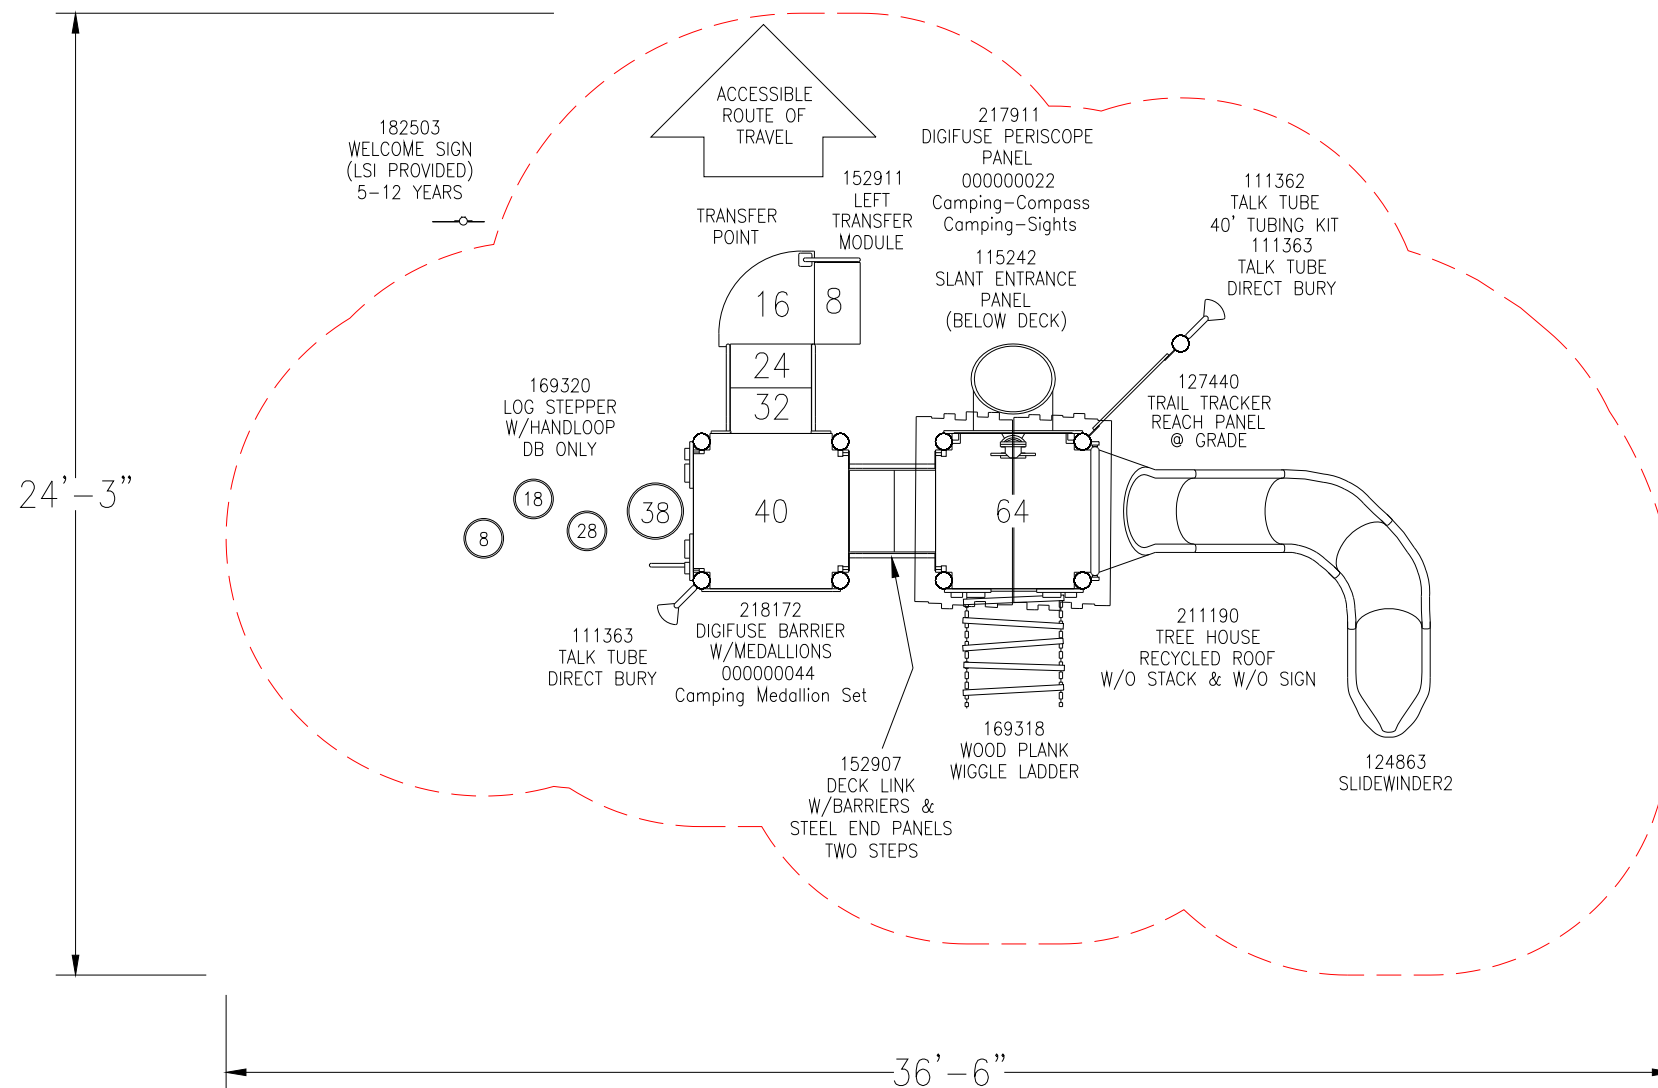 182503
WELCOME SIGN
(LSI PROVIDED)
5-12 YEARS
ACCESSIBLE
ROUTE OF
TRAVEL
TRANSFER
POINT
152911
LEFT
TRANSFER
MODULE
217911
DIGIFUSE PERISCOPE
PANEL
000000022
Camping-Compass
Camping-Sights
115242
SLANT ENTRANCE
PANEL
(BELOW DECK)
111362
TALK TUBE
40' TUBING KIT
111363
TALK TUBE
DIRECT BURY
16
8
24
32
169320
LOG STEPPER
W/HANDLOOP
DB ONLY
127440
TRAIL TRACKER
REACH PANEL
@ GRADE
24'-3"
8
18
28
38
40
64
111363
TALK TUBE
DIRECT BURY
218172
DIGIFUSE BARRIER
W/MEDALLIONS
000000044
Camping Medallion Set
211190
TREE HOUSE
RECYCLED ROOF
W/O STACK & W/O SIGN
152907
DECK LINK
W/BARRIERS &
STEEL END PANELS
TWO STEPS
169318
WOOD PLANK
WIGGLE LADDER
124863
SLIDEWINDER2
36'-6"